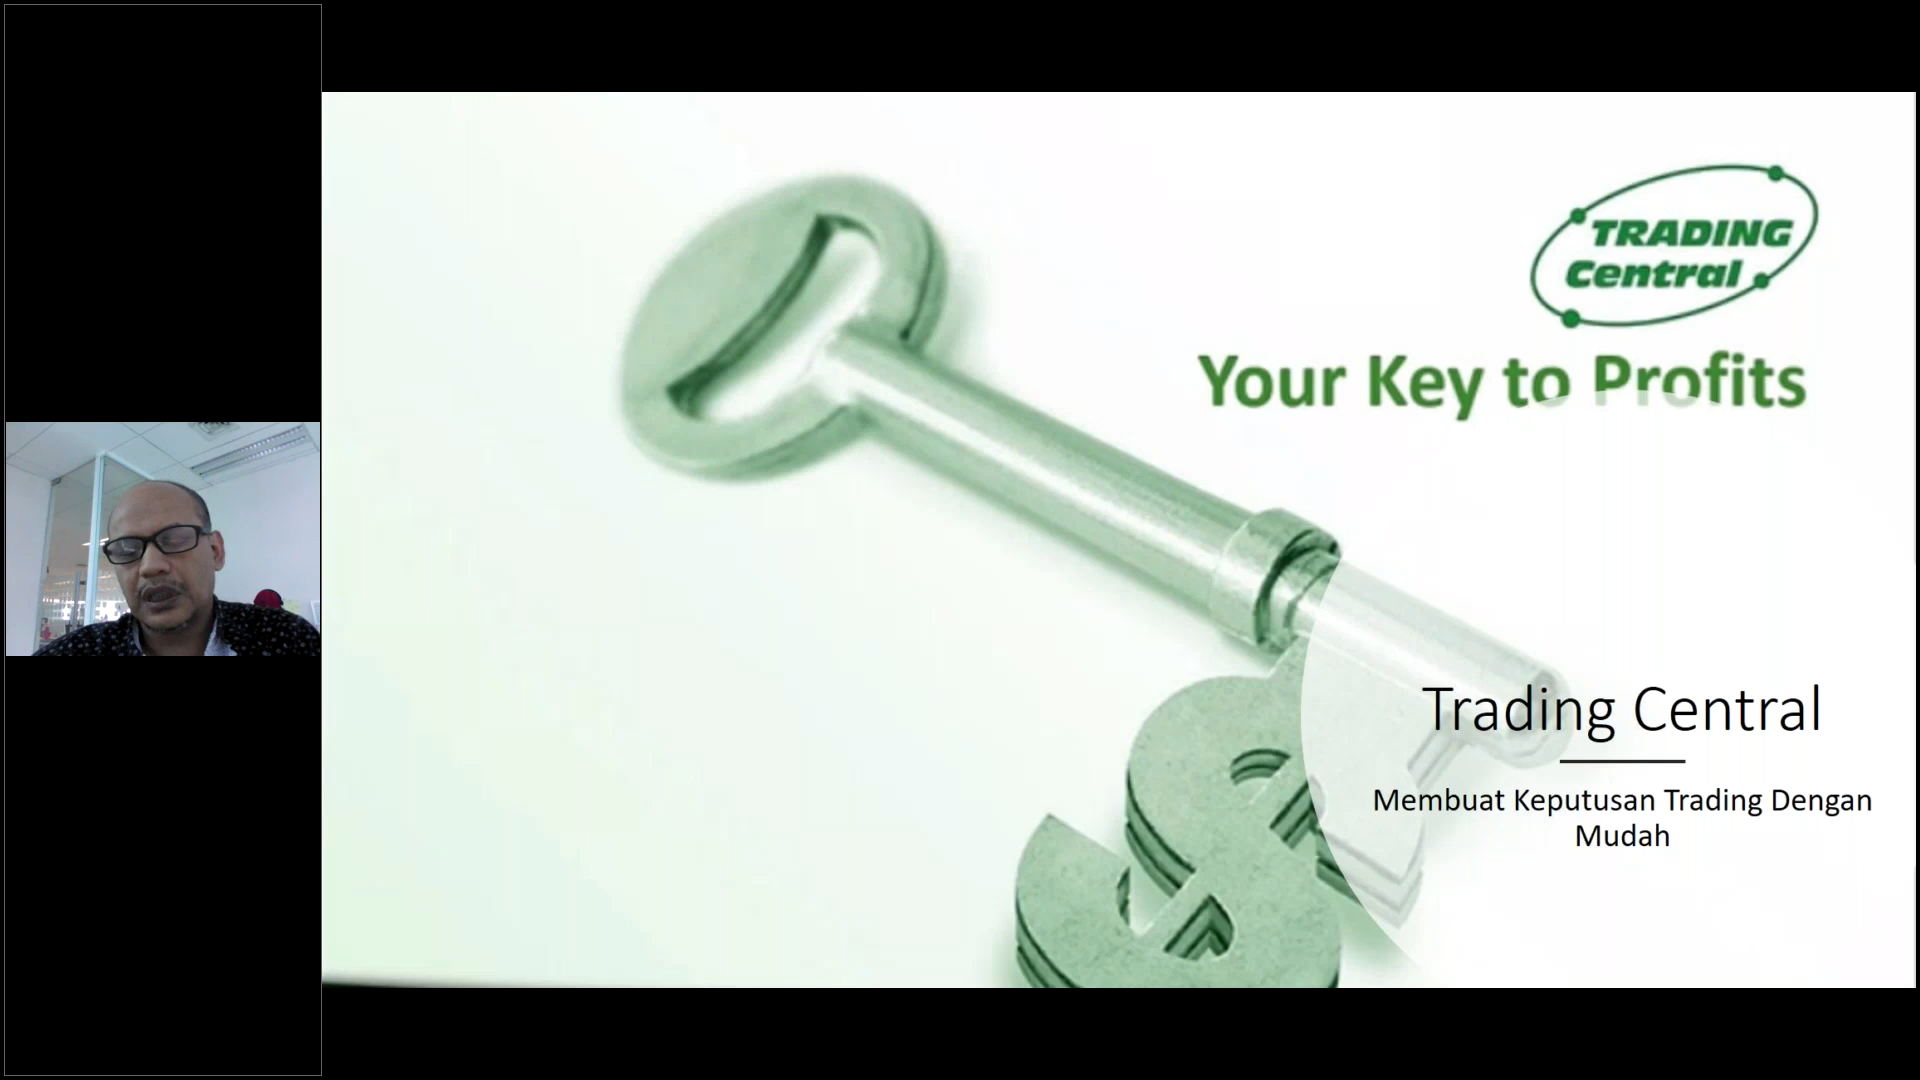 TRADING
Central
Your Key to Profits
Trading Central
Membuat Keputusan Trading Dengan
Mudah